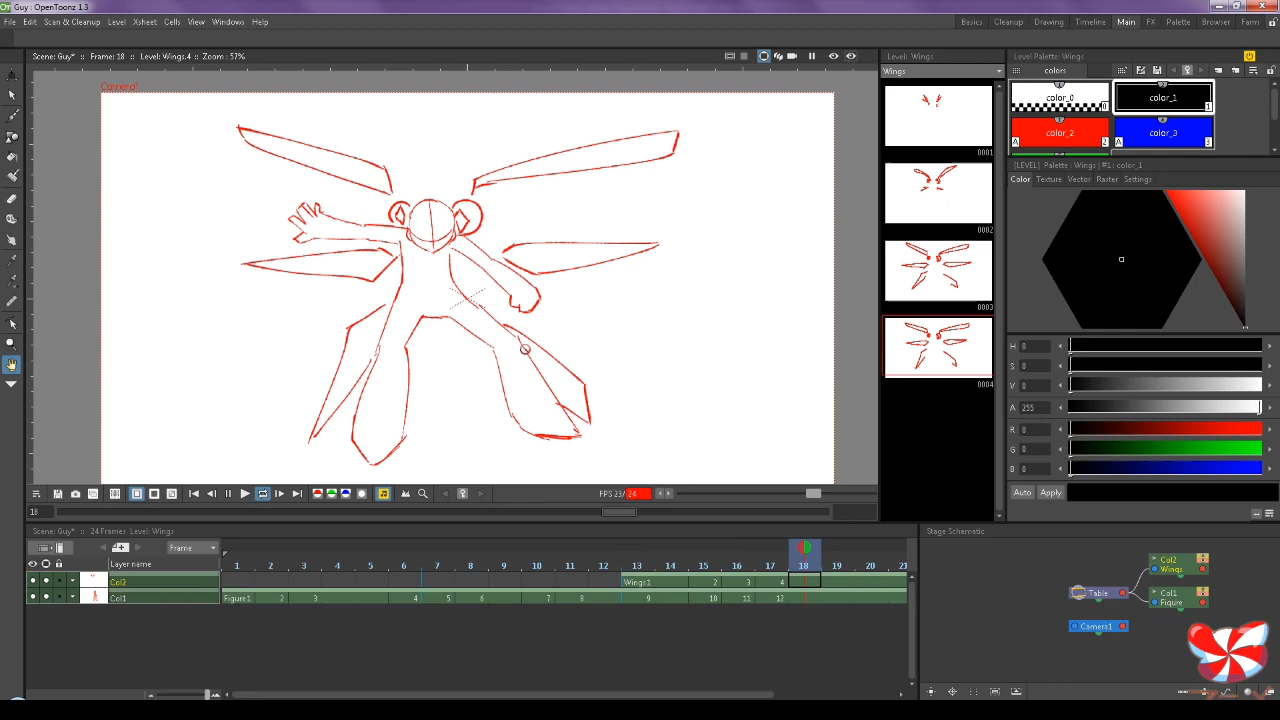 Guy : OpenToonz 1.3
File Edit Scan & Cleanup Level Xsheet Cells View Windows Help
Basics Cleanup Drawing Timeline Main FX Palette Browser Farm
Scene: Guy* :: Frame: 18 :: Level: Wings.4 :: Zoom : 57%
Level: Wings
Level Palette: Wings
Wings
colors
Camera1
color_0
0
color_1
1
color_2
A 2
color_3
A 3
0001
[LEVEL] Palette : Wings | #1 : color_1
Color Texture Vector Raster Settings
0002
0003
H 0
S 0
V 0
0004
A 255
R 0
G 0
B 0
Auto Apply
FPS 23/ 24
18
Scene: Guy* :: 24 Frames Level: Wings
Stage Schematic
Frame
Layer name
1 2 3 4 5 6 7 8 9 10 11 12 13 14 15 16 17 18 19 20 21
Col2
Wings1 2 3 4
Col1
Figure1 2 3 4 5 6 8 9 10 11 12
Col2
Wings
Table
Col1
Figure
Camera1